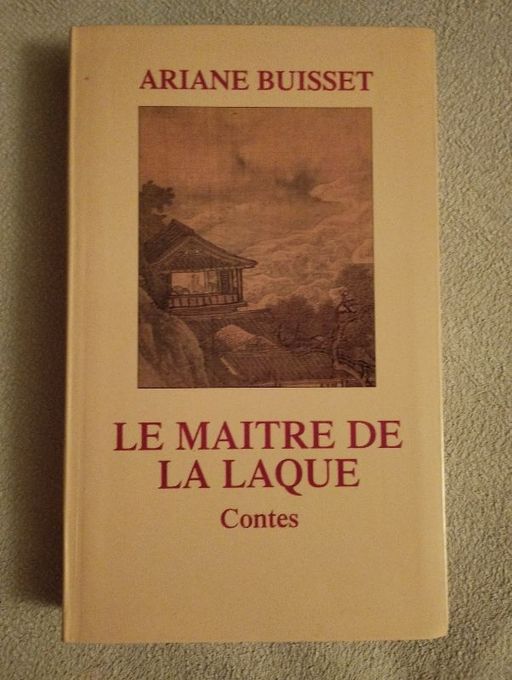 ARIANE BUISSET
LE MAITRE DE
LA LAQUE
Contes